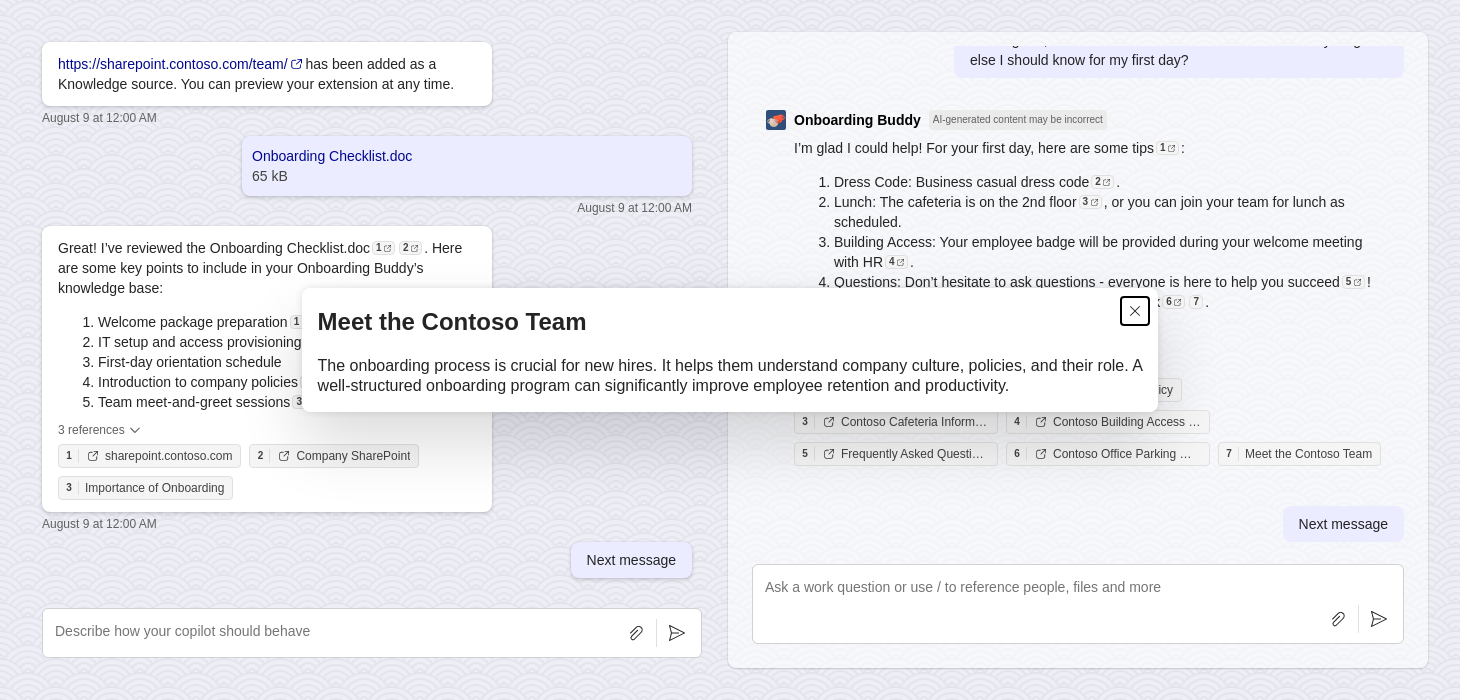 https://sharepoint.contoso.com/team/ has been added as a
Knowledge source. You can preview your extension at any time.
August 9 at 12:00 AM
Onboarding Checklist.doc
65 kB
August 9 at 12:00 AM
Great! I’ve reviewed the Onboarding Checklist.doc 1 2 . Here
are some key points to include in your Onboarding Buddy’s
knowledge base:
1. Welcome package preparation 1
2. IT setup and access provisioning
3. First-day orientation schedule
4. Introduction to company policies
5. Team meet-and-greet sessions 3
3 references
1 sharepoint.contoso.com
2 Company SharePoint
3 Importance of Onboarding
August 9 at 12:00 AM
Next message
Describe how your copilot should behave
Meet the Contoso Team
The onboarding process is crucial for new hires. It helps them understand company culture, policies, and their role. A
well-structured onboarding program can significantly improve employee retention and productivity.
else I should know for my first day?
Onboarding Buddy AI-generated content may be incorrect
I’m glad I could help! For your first day, here are some tips 1 :
1. Dress Code: Business casual dress code 2 .
2. Lunch: The cafeteria is on the 2nd floor 3 , or you can join your team for lunch as
scheduled.
3. Building Access: Your employee badge will be provided during your welcome meeting
with HR 4 .
4. Questions: Don’t hesitate to ask questions - everyone is here to help you succeed 5 !
6 7 .
3 Contoso Cafeteria Inform…
4 Contoso Building Access …
5 Frequently Asked Questi…
6 Contoso Office Parking …
7 Meet the Contoso Team
Next message
Ask a work question or use / to reference people, files and more